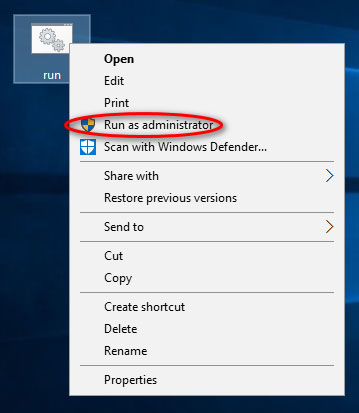 run
Open
Edit
Print
Run as administrator
Scan with Windows Defender...
Share with
Restore previous versions
Send to
Cut
Copy
Create shortcut
Delete
Rename
Properties